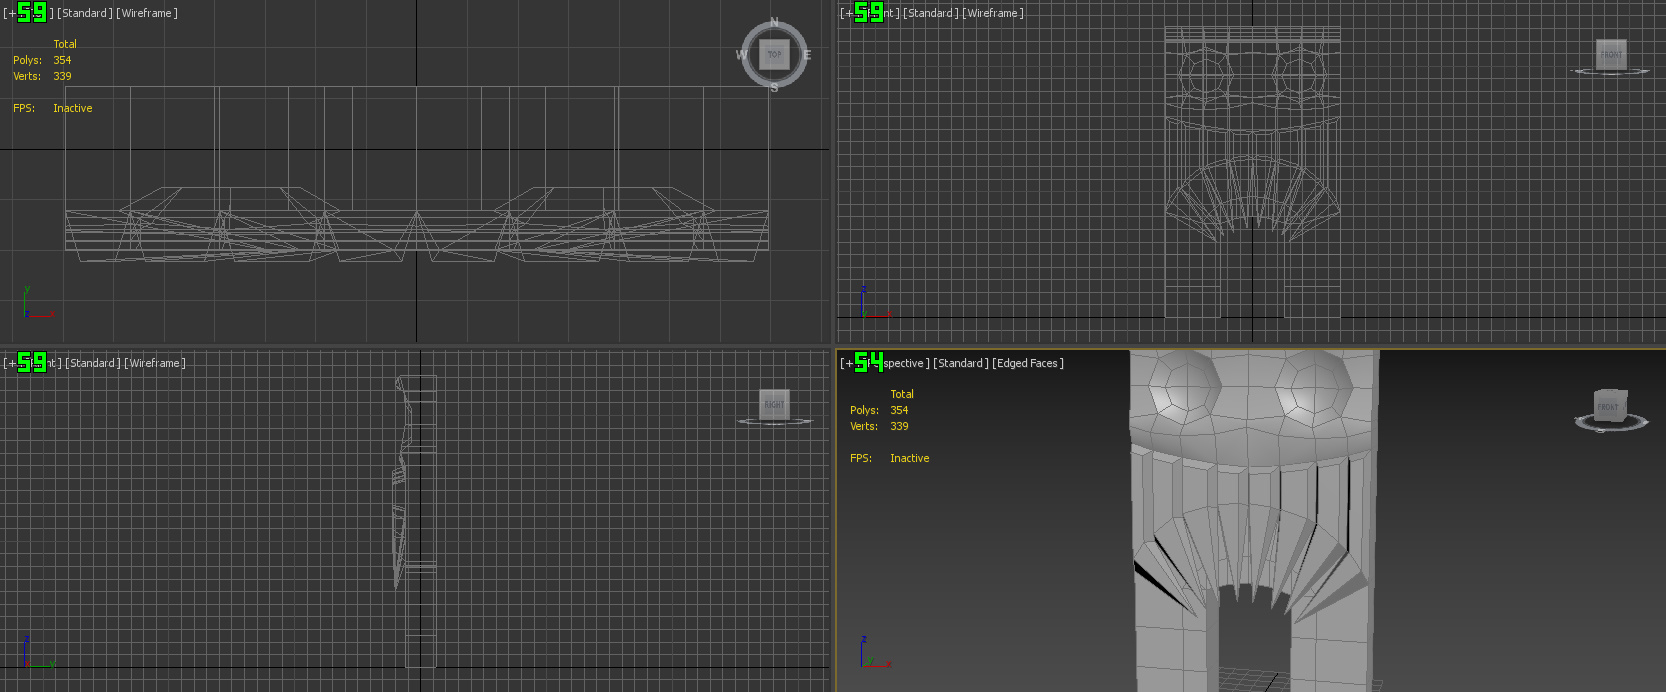 [+ 59 ] [Standard] [Wireframe]
Total
Polys: 354
Verts: 339
FPS: Inactive
N
W TOP E
S
y
x
z
[+ 59 nt ] [Standard] [Wireframe]
FRONT
z
y x
[+ 59 nt ] [Standard] [Wireframe]
RIGHT
z
y
[+ 54 spective ] [Standard] [Edged Faces]
Total
Polys: 354
Verts: 339
FPS: Inactive
FRONT
z
y x